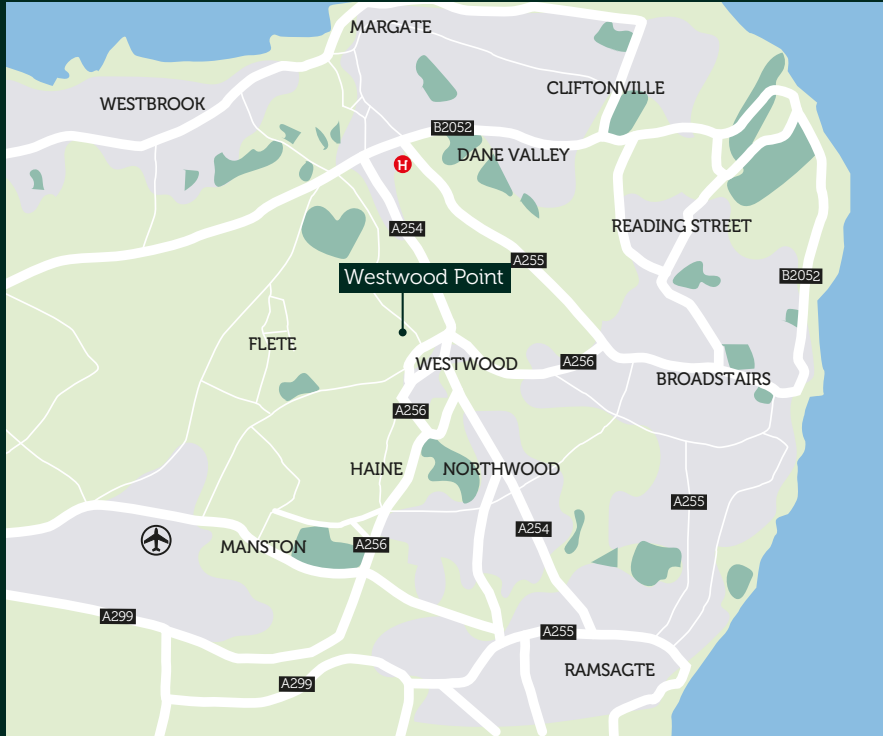 MARGATE
CLIFTONVILLE
WESTBROOK
B2052
DANE VALLEY
H
READING STREET
A254
A255
Westwood Point
B2052
FLETE
WESTWOOD
A256
BROADSTAIRS
A256
HAINE
NORTHWOOD
A255
A254
MANSTON
A256
A299
A255
RAMSAGTE
A299